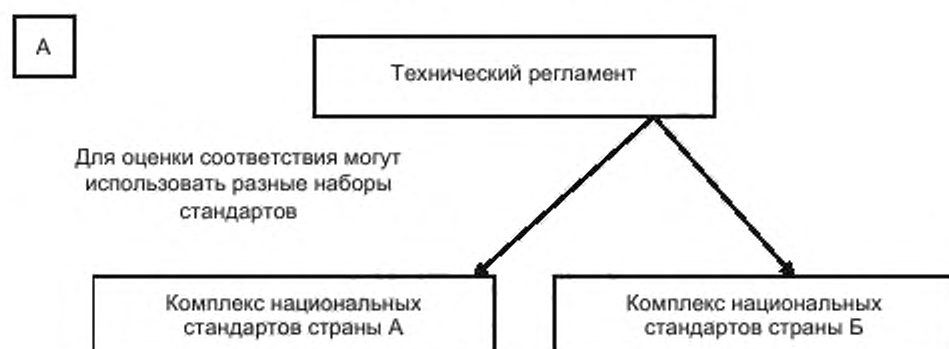 А
Технический регламент
Для оценки соответствия могут
использовать разные наборы
стандартов
Комплекс национальных
стандартов страны А
Комплекс национальных
стандартов страны Б